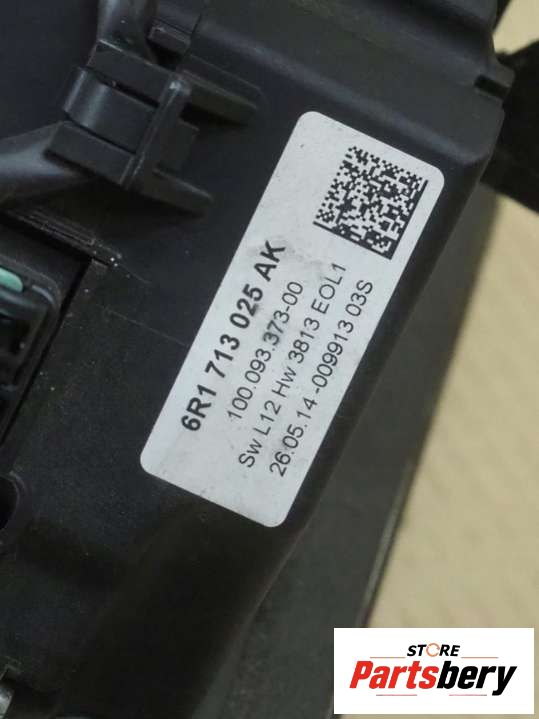 6R1 713 025 AK
100.093.373-00
Sw L12 Hw 3813 EOL1
26.05.14 -009913 03S
STORE
Partsbery